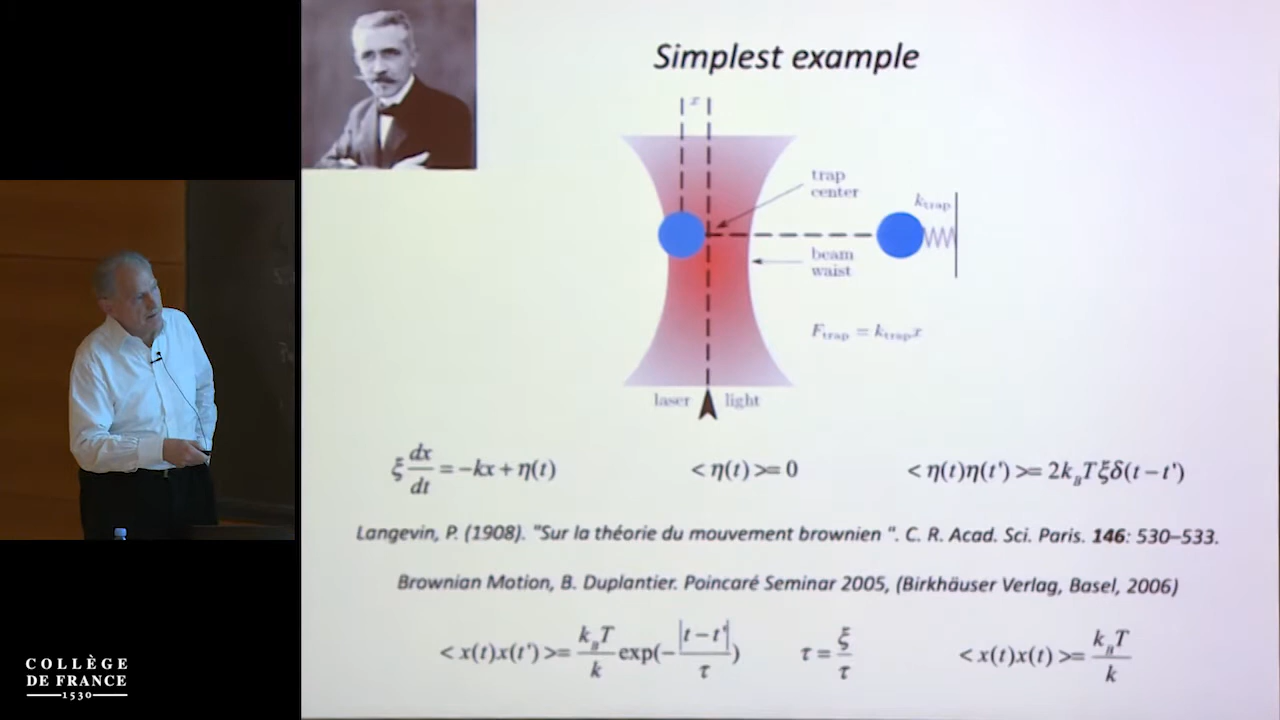 Simplest example
x
trap
center
k_trap
beam
waist
F_trap = k_trap x
laser light
ξ dx/dt = -kx + η(t)
< η(t) >= 0
< η(t)η(t') >= 2k_B Tξδ(t - t')
Langevin, P. (1908). "Sur la théorie du mouvement brownien ". C. R. Acad. Sci. Paris. 146: 530–533.
Brownian Motion, B. Duplantier. Poincaré Seminar 2005, (Birkhäuser Verlag, Basel, 2006)
< x(t)x(t') >= k_B T/k exp(-|t - t'|/τ)
τ = ξ/τ
< x(t)x(t) >= k_B T/k
COLLÈGE
DE FRANCE
1530